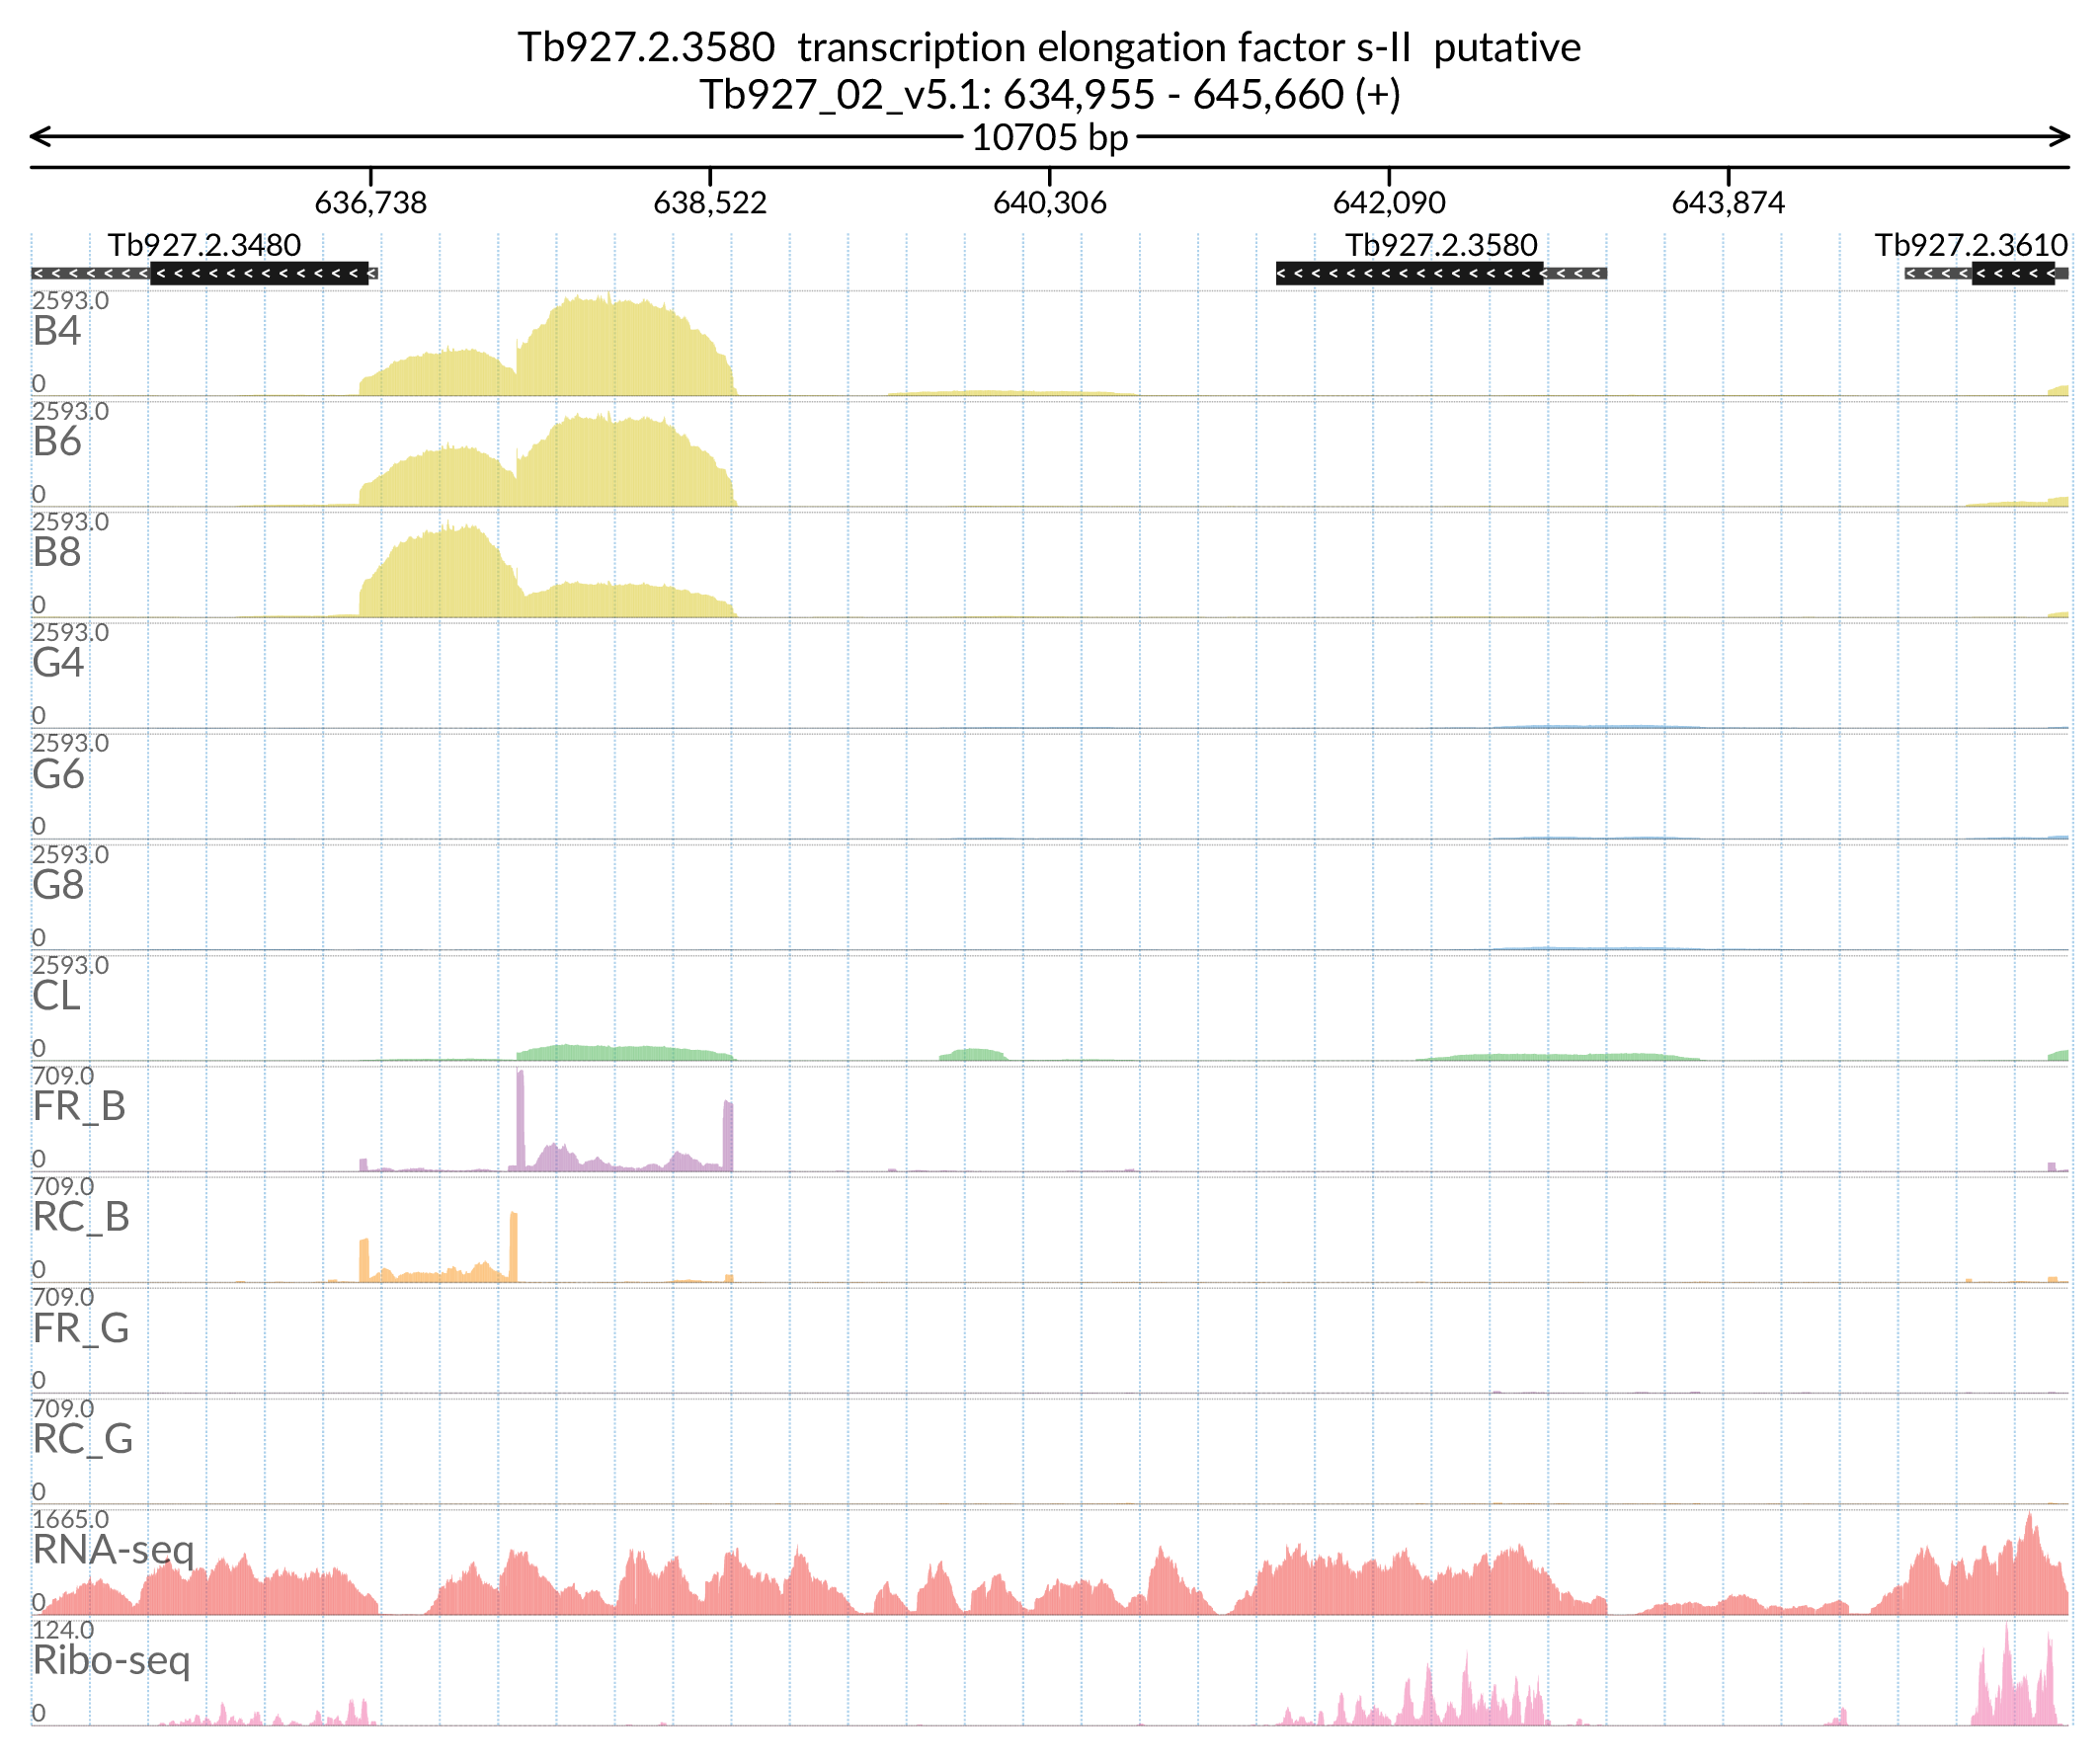 Tb927.2.3580 transcription elongation factor s-II putative
Tb927_02_v5.1: 634,955 - 645,660 (+)
10705 bp
636,738 638,522 640,306 642,090 643,874
Tb927.2.3480 Tb927.2.3580 Tb927.2.3610
2593.0
B4
0
2593.0
B6
0
2593.0
B8
0
2593.0
G4
0
2593.0
G6
0
2593.0
G8
0
2593.0
CL
0
709.0
FR_B
0
709.0
RC_B
0
709.0
FR_G
0
709.0
RC_G
0
1665.0
RNA-seq
0
124.0
Ribo-seq
0